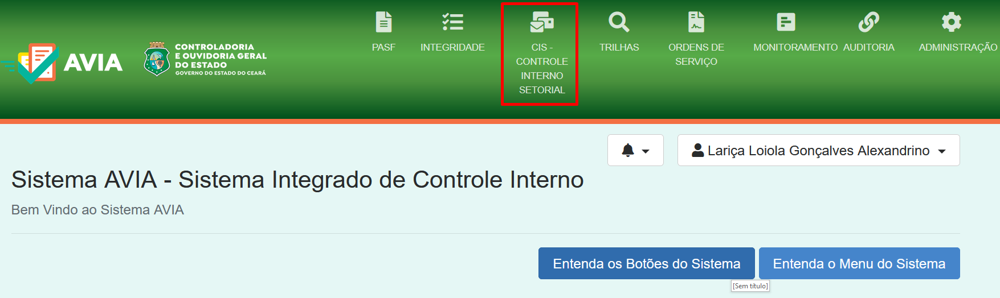 AVIA
CONTROLADORIA
E OUVIDORIA GERAL
DO ESTADO
GOVERNO DO ESTADO DO CEARÁ
PASF
INTEGRIDADE
CIS -
CONTROLE
INTERNO
SETORIAL
TRILHAS
ORDENS DE
SERVIÇO
MONITORAMENTO
AUDITORIA
ADMINISTRAÇÃO
Lariça Loiola Gonçalves Alexandrino
Sistema AVIA - Sistema Integrado de Controle Interno
Bem Vindo ao Sistema AVIA
Entenda os Botões do Sistema
Entenda o Menu do Sistema
[Sem título]